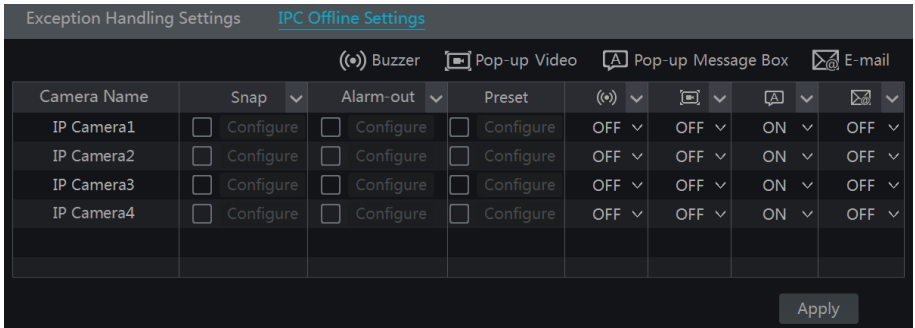 Exception Handling Settings IPC Offline Settings
Buzzer Pop-up Video Pop-up Message Box E-mail
Camera Name Snap Alarm-out Preset
IP Camera1 Configure Configure Configure OFF OFF ON OFF
IP Camera2 Configure Configure Configure OFF OFF ON OFF
IP Camera3 Configure Configure Configure OFF OFF ON OFF
IP Camera4 Configure Configure Configure OFF OFF ON OFF
Apply